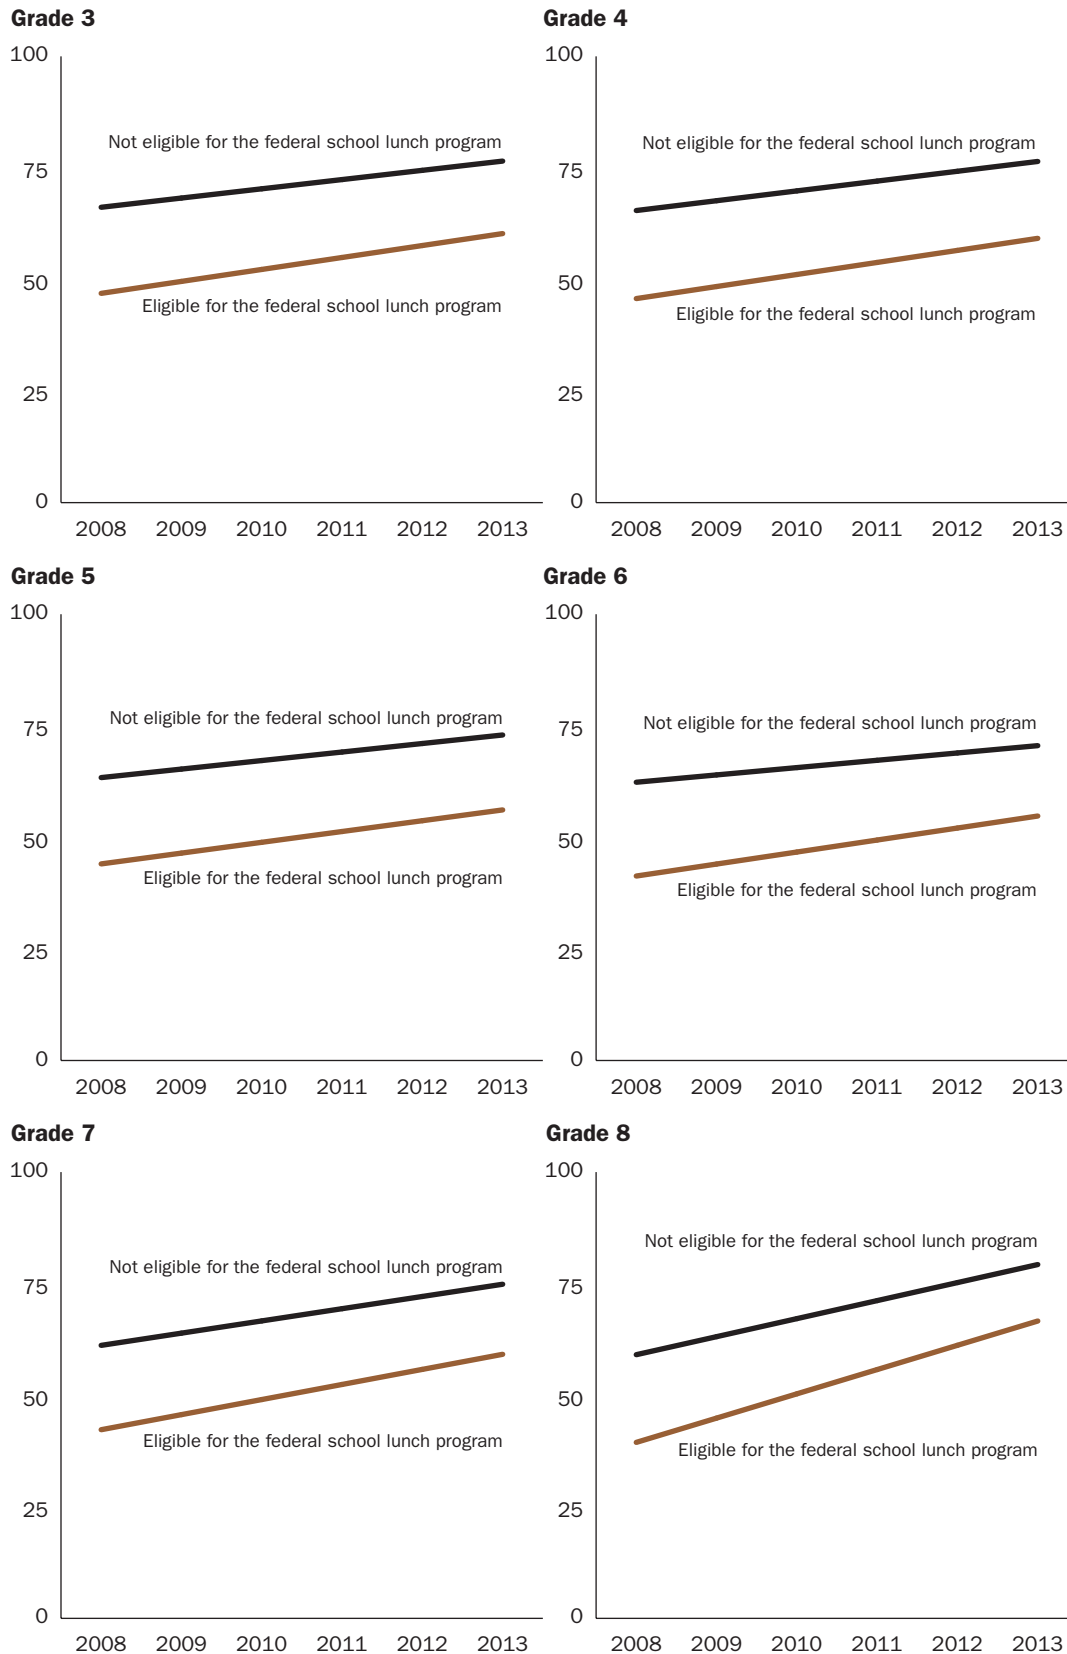 Grade 3
100
Not eligible for the federal school lunch program
75
50
Eligible for the federal school lunch program
25
0
2008 2009 2010 2011 2012 2013
Grade 4
100
Not eligible for the federal school lunch program
75
50
Eligible for the federal school lunch program
25
0
2008 2009 2010 2011 2012 2013
Grade 5
100
Not eligible for the federal school lunch program
75
50
Eligible for the federal school lunch program
25
0
2008 2009 2010 2011 2012 2013
Grade 6
100
Not eligible for the federal school lunch program
75
50
Eligible for the federal school lunch program
25
0
2008 2009 2010 2011 2012 2013
Grade 7
100
Not eligible for the federal school lunch program
75
50
Eligible for the federal school lunch program
25
0
2008 2009 2010 2011 2012 2013
Grade 8
100
Not eligible for the federal school lunch program
75
50
Eligible for the federal school lunch program
25
0
2008 2009 2010 2011 2012 2013